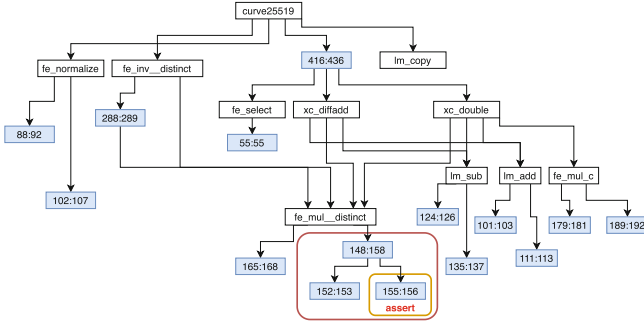 curve25519
fe_normalize
fe_inv__distinct
416:436
lm_copy
88:92
288:289
fe_select
xc_diffadd
xc_double
55:55
102:107
lm_sub
lm_add
fe_mul_c
fe_mul__distinct
124:126
101:103
179:181
189:192
165:168
148:158
135:137
111:113
152:153
155:156
assert